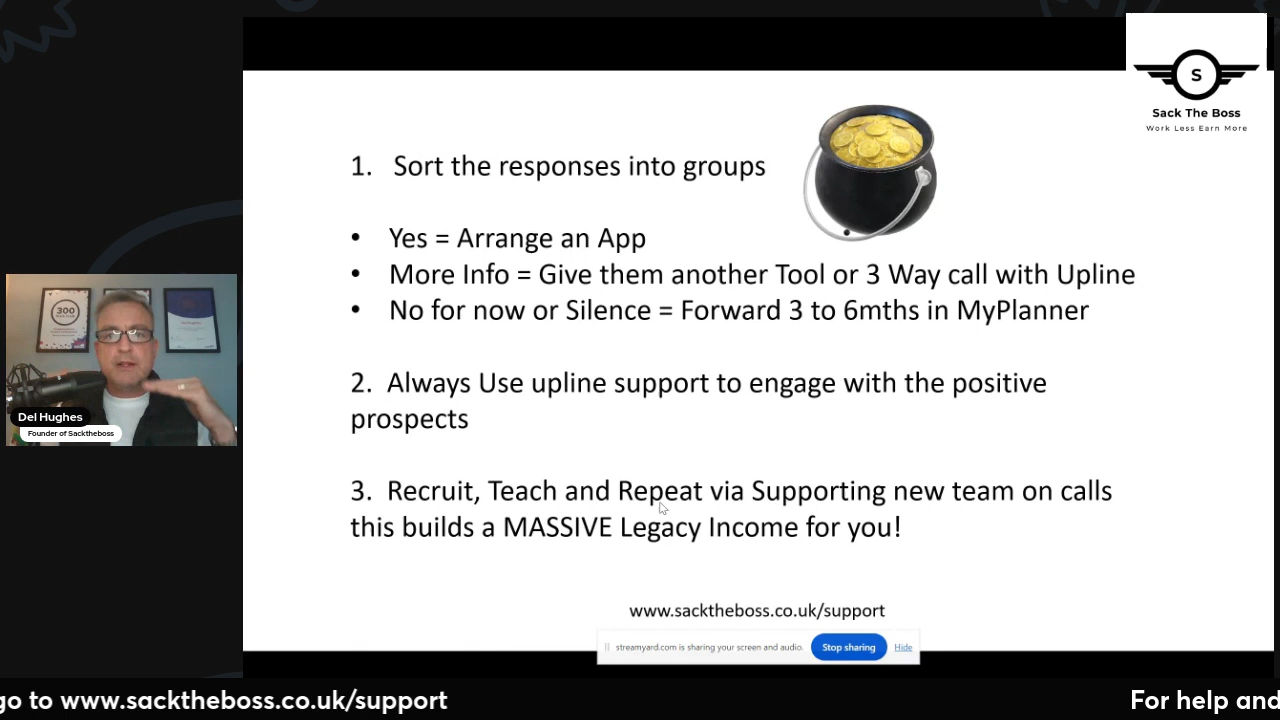 S
Sack The Boss
Work Less Earn More
1. Sort the responses into groups
• Yes = Arrange an App
• More Info = Give them another Tool or 3 Way call with Upline
• No for now or Silence = Forward 3 to 6mths in MyPlanner
2. Always Use upline support to engage with the positive
prospects
3. Recruit, Teach and Repeat via Supporting new team on calls
this builds a MASSIVE Legacy Income for you!
www.sacktheboss.co.uk/support
streamyard.com is sharing your screen and audio. Stop sharing Hide
300
Del Hughes
Founder of Sacktheboss
go to www.sacktheboss.co.uk/support For help and